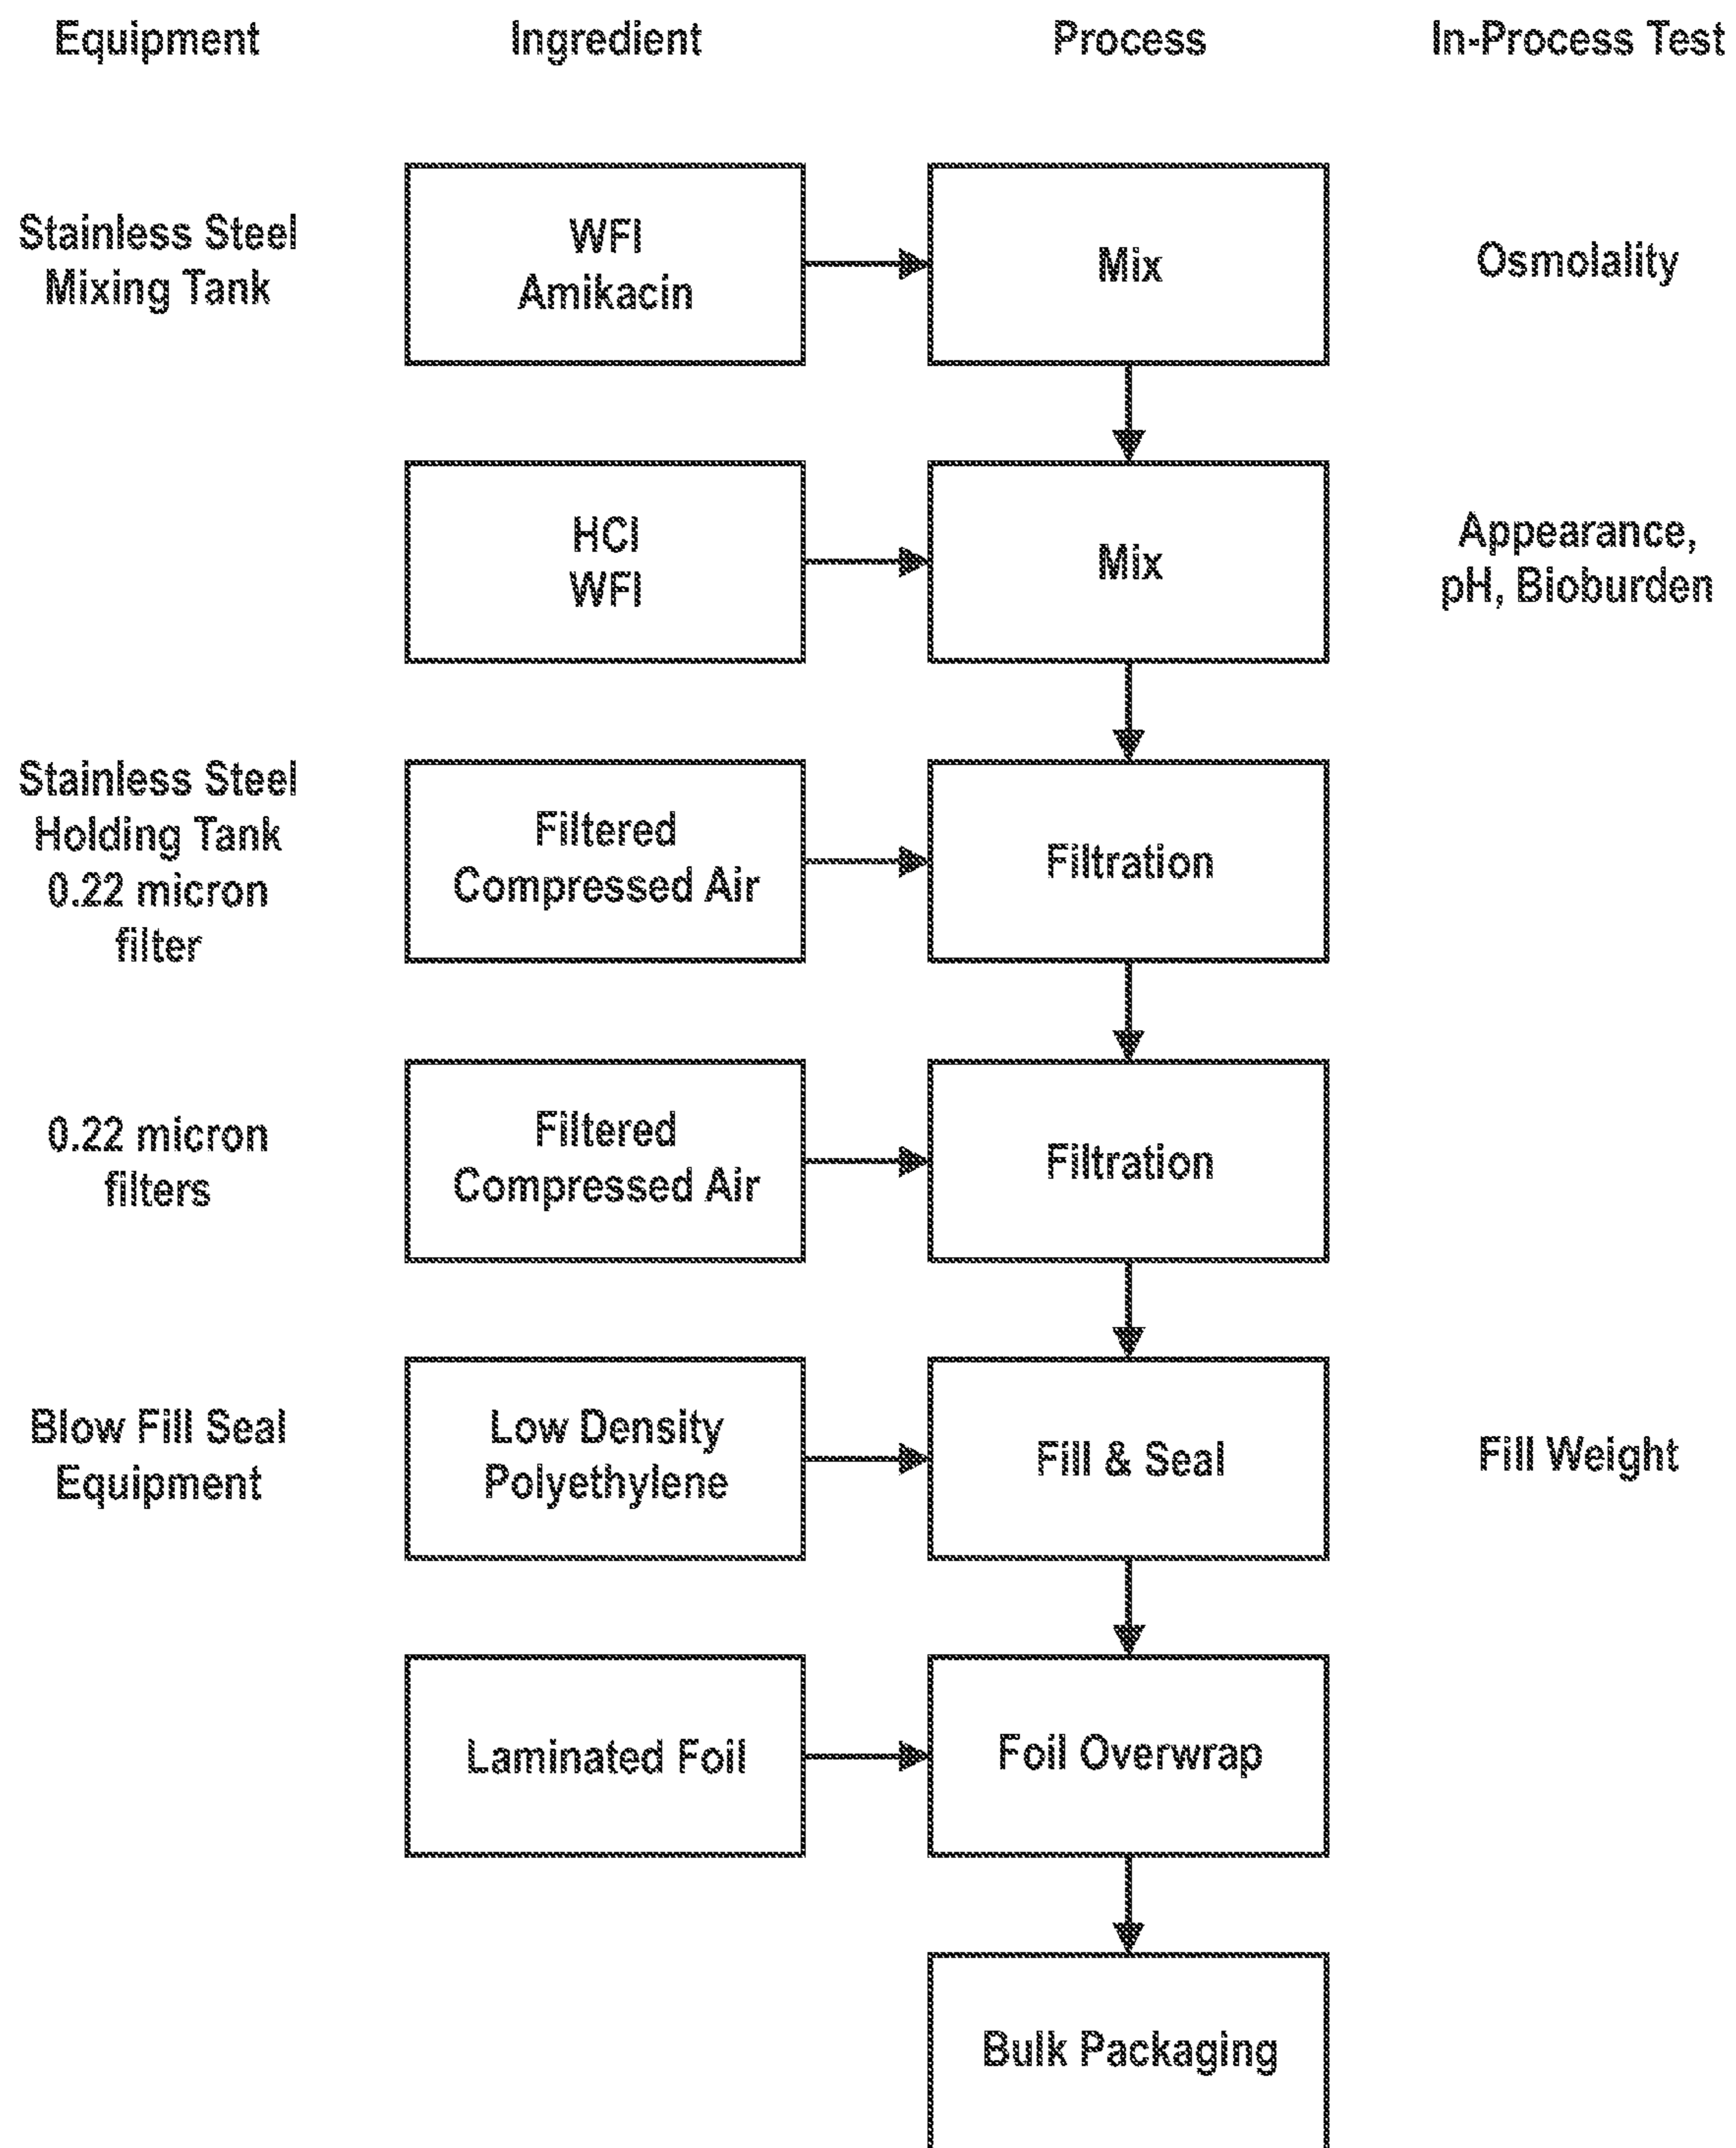 Equipment
Ingredient
Process
In-Process Test
Stainless Steel
Mixing Tank
WFI
Amikacin
Mix
Osmolality
HCl
WFI
Mix
Appearance,
pH, Bioburden
Stainless Steel
Holding Tank
0.22 micron
filter
Filtered
Compressed Air
Filtration
0.22 micron
filters
Filtered
Compressed Air
Filtration
Blow Fill Seal
Equipment
Low Density
Polyethylene
Fill & Seal
Fill Weight
Laminated Foil
Foil Overwrap
Bulk Packaging